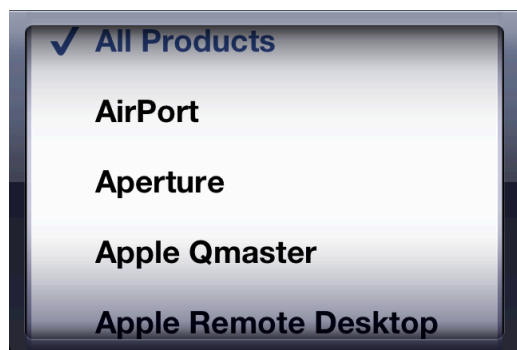 All Products
AirPort
Aperture
Apple Qmaster
Apple Remote Desktop